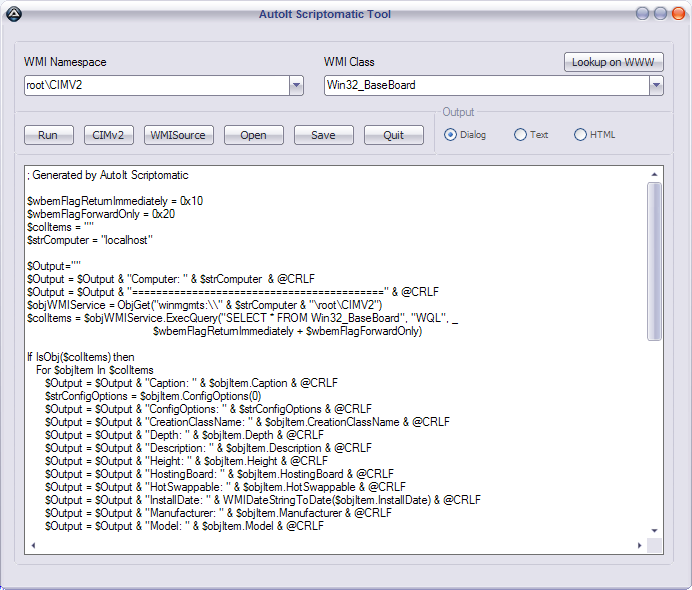 AutoIt Scriptomatic Tool
WMI Namespace
WMI Class
Lookup on WWW
root\CIMV2
Win32_BaseBoard
Output
Run
CIMv2
WMISource
Open
Save
Quit
Dialog
Text
HTML
; Generated by AutoIt Scriptomatic
$wbemFlagReturnImmediately = 0x10
$wbemFlagForwardOnly = 0x20
$colItems = ""
$strComputer = "localhost"
$Output=""
$Output = $Output & "Computer: " & $strComputer  & @CRLF
$Output = $Output & "==========================================" & @CRLF
$objWMIService = ObjGet("winmgmts:\\" & $strComputer & "\root\CIMV2")
$colItems = $objWMIService.ExecQuery("SELECT * FROM Win32_BaseBoard", "WQL", _
$wbemFlagReturnImmediately + $wbemFlagForwardOnly)
If IsObj($colItems) then
For $objItem In $colItems
$Output = $Output & "Caption: " & $objItem.Caption & @CRLF
$strConfigOptions = $objItem.ConfigOptions(0)
$Output = $Output & "ConfigOptions: " & $strConfigOptions & @CRLF
$Output = $Output & "CreationClassName: " & $objItem.CreationClassName & @CRLF
$Output = $Output & "Depth: " & $objItem.Depth & @CRLF
$Output = $Output & "Description: " & $objItem.Description & @CRLF
$Output = $Output & "Height: " & $objItem.Height & @CRLF
$Output = $Output & "HostingBoard: " & $objItem.HostingBoard & @CRLF
$Output = $Output & "HotSwappable: " & $objItem.HotSwappable & @CRLF
$Output = $Output & "InstallDate: " & WMIDateStringToDate($objItem.InstallDate) & @CRLF
$Output = $Output & "Manufacturer: " & $objItem.Manufacturer & @CRLF
$Output = $Output & "Model: " & $objItem.Model & @CRLF